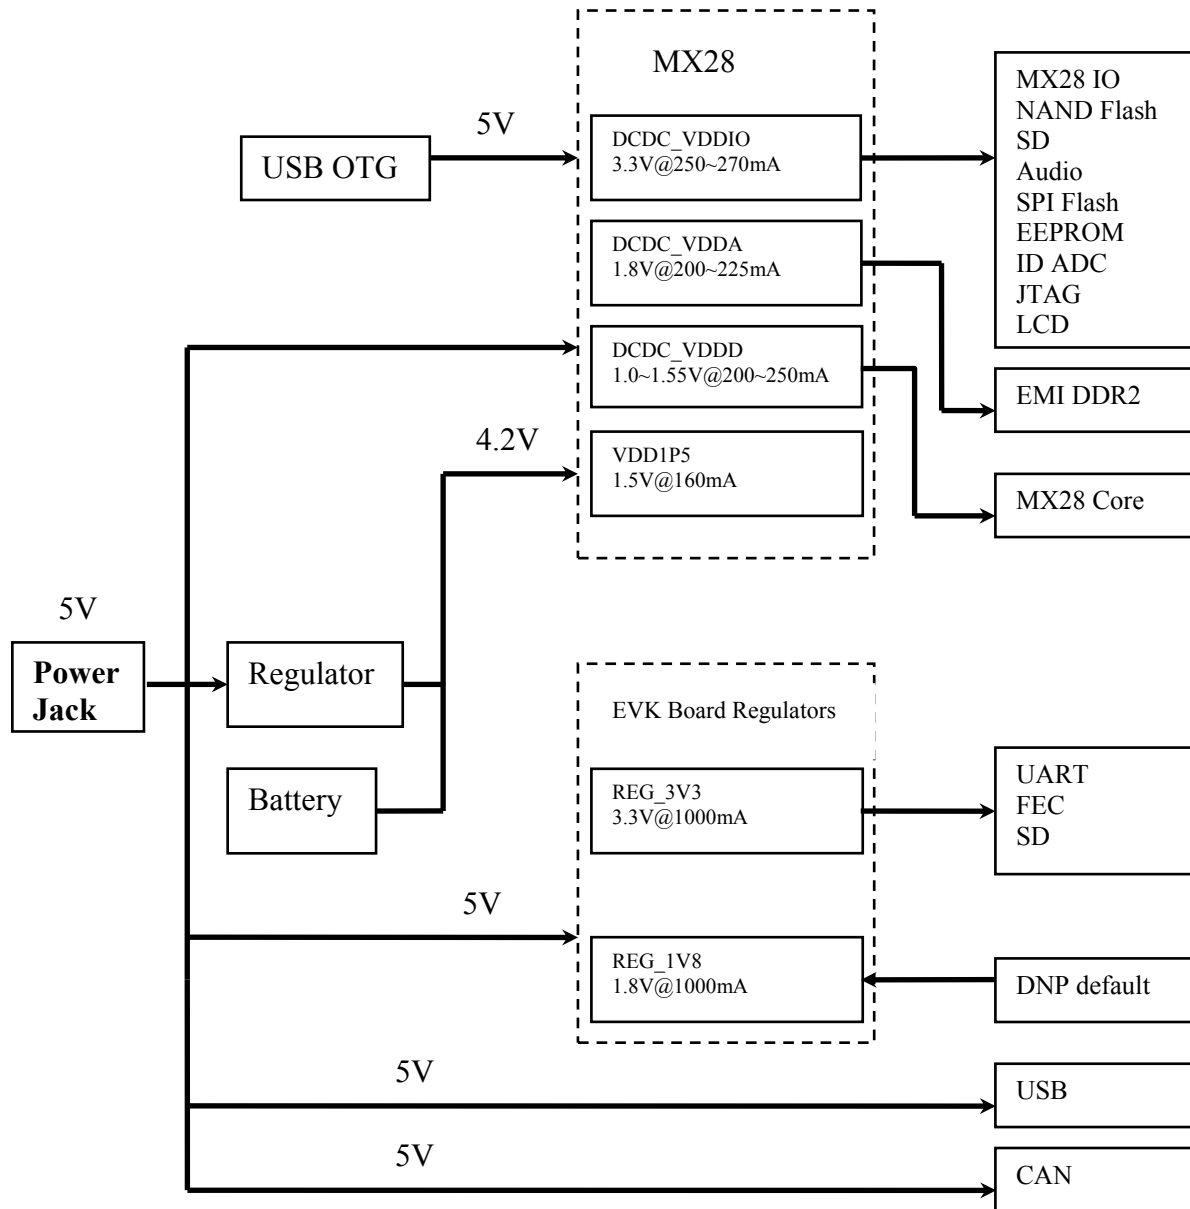 MX28
5V
USB OTG
DCDC_VDDIO
3.3V@250~270mA
DCDC_VDDA
1.8V@200~225mA
DCDC_VDDD
1.0~1.55V@200~250mA
4.2V
VDD1P5
1.5V@160mA
MX28 IO
NAND Flash
SD
Audio
SPI Flash
EEPROM
ID ADC
JTAG
LCD
EMI DDR2
MX28 Core
5V
Power
Jack
Regulator
Battery
EVK Board Regulators
REG_3V3
3.3V@1000mA
UART
FEC
SD
5V
REG_1V8
1.8V@1000mA
DNP default
5V
USB
5V
CAN